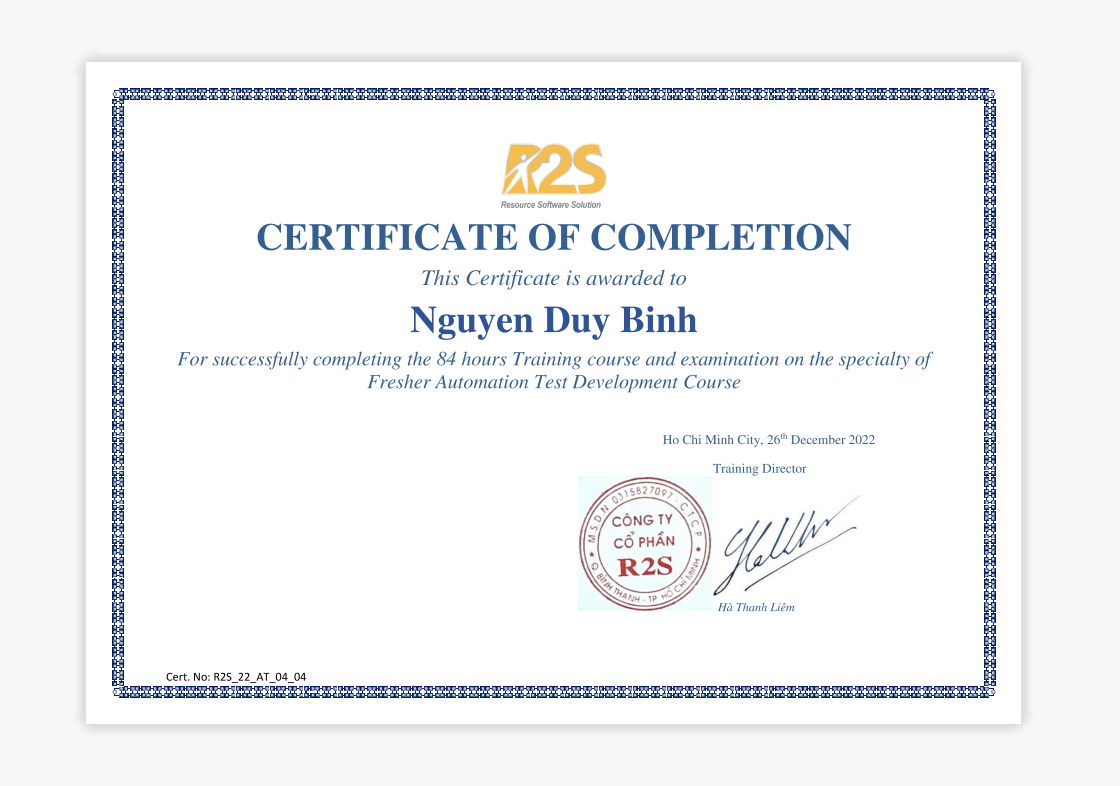 R2S
Resource Software Solution
CERTIFICATE OF COMPLETION
This Certificate is awarded to
Nguyen Duy Binh
For successfully completing the 84 hours Training course and examination on the specialty of
Fresher Automation Test Development Course
Ho Chi Minh City, 26th December 2022
Training Director
M.S.D.N 0315827097 - C.T.C.P
CÔNG TY
CỔ PHẦN
R2S
Q BÌNH THẠNH - TP HỒ CHÍ MINH
Hà Thanh Liêm
Cert. No: R2S_22_AT_04_04